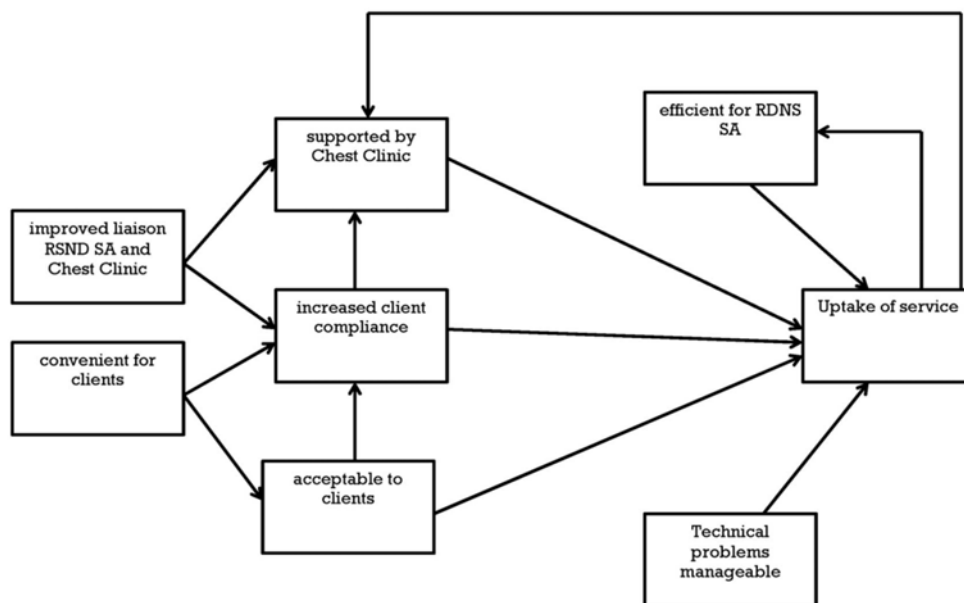 supported by
Chest Clinic
efficient for RDNS
SA
improved liaison
RSND SA and
Chest Clinic
increased client
compliance
Uptake of service
convenient for
clients
acceptable to
clients
Technical
problems
manageable